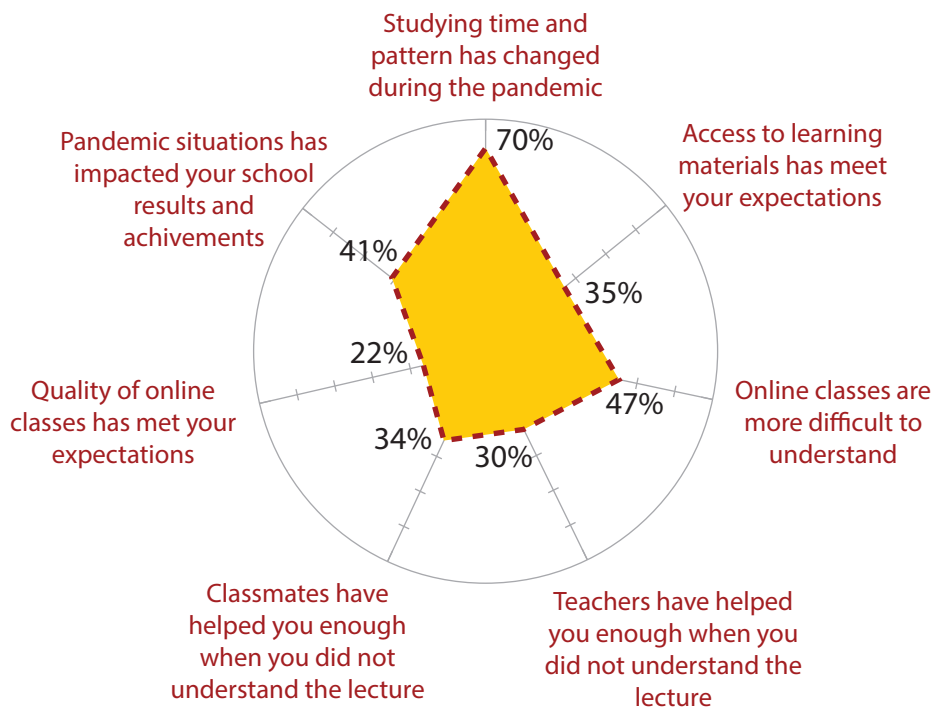 Studying time and
pattern has changed
during the pandemic
70%
Access to learning
materials has meet
your expectations
35%
Online classes are
more difficult to
understand
47%
Teachers have helped
you enough when you
did not understand the
lecture
30%
Classmates have
helped you enough
when you did not
understand the lecture
34%
Quality of online
classes has met your
expectations
22%
Pandemic situations has
impacted your school
results and
achivements
41%